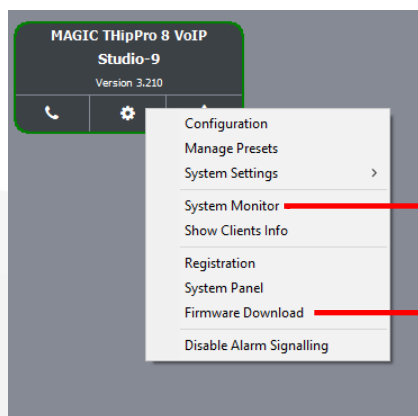 MAGIC THipPro 8 VoIP
Studio-9
Version 3.210
Configuration
Manage Presets
System Settings
System Monitor
Show Clients Info
Registration
System Panel
Firmware Download
Disable Alarm Signalling